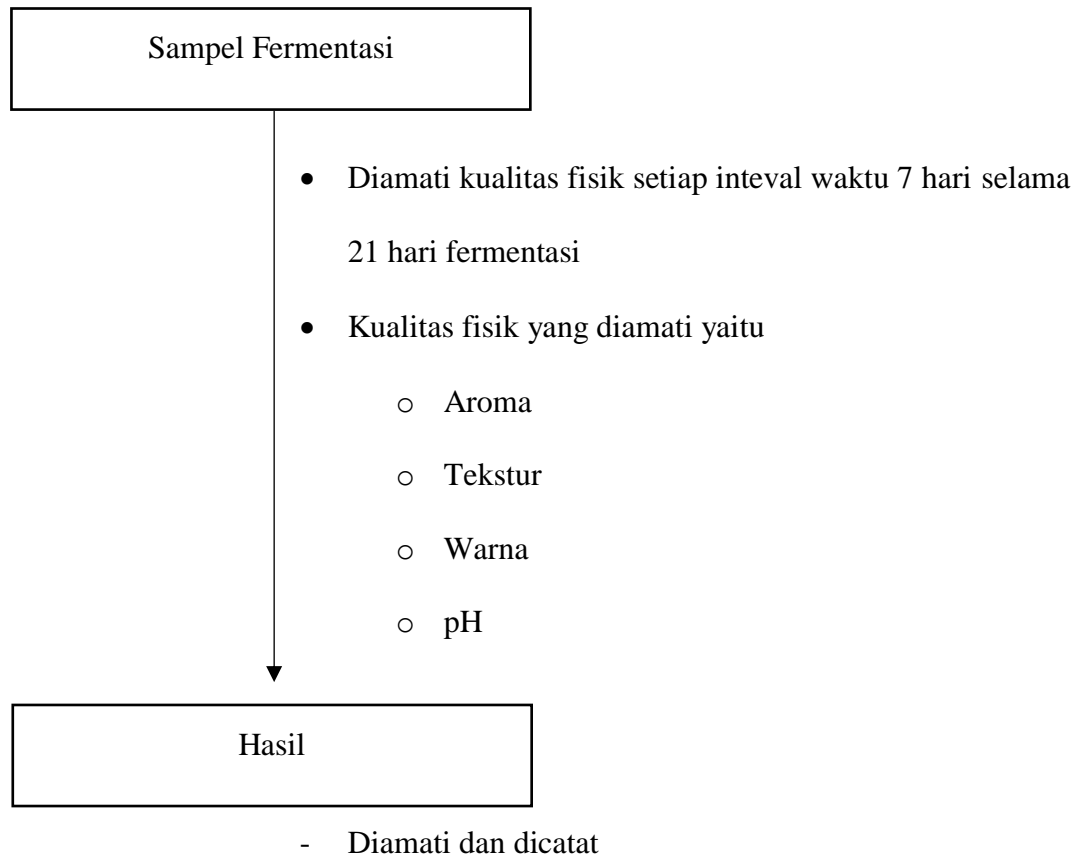 Sampel Fermentasi
• Diamati kualitas fisik setiap inteval waktu 7 hari selama
21 hari fermentasi
• Kualitas fisik yang diamati yaitu
o Aroma
o Tekstur
o Warna
o pH
Hasil
- Diamati dan dicatat